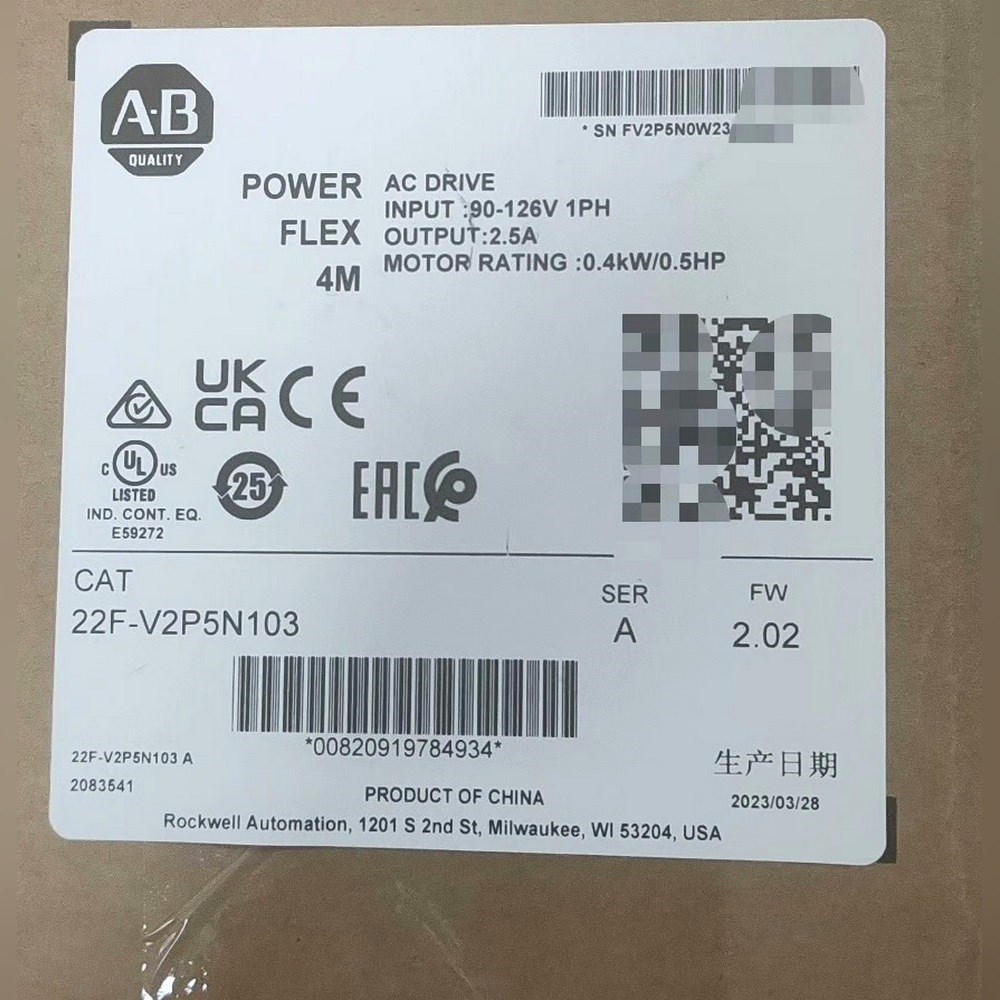 A-B
QUALITY
* SN FV2P5N0W23
POWER
FLEX
4M
AC DRIVE
INPUT :90-126V 1PH
OUTPUT:2.5A
MOTOR RATING :0.4kW/0.5HP
UK
CA
CE
C UL US
LISTED
IND. CONT. EQ.
E59272
25
EAC
CAT
22F-V2P5N103
SER
A
FW
2.02
*00820919784934*
22F-V2P5N103 A
2083541
生产日期
2023/03/28
PRODUCT OF CHINA
Rockwell Automation, 1201 S 2nd St, Milwaukee, WI 53204, USA